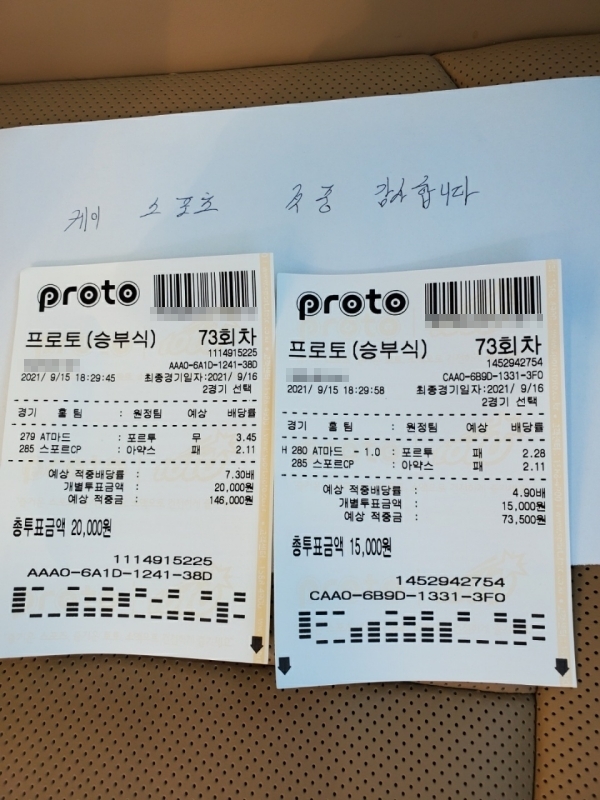 케이 스포츠 적중 감사합니다
proto
프로토(승부식) 73회차
1114915225
AAAO-6A1D-1241-38D
2021/ 9/15 18:29:45 최종경기일자:2021/ 9/16
2경기 선택
경기 홈 팀 : 원정팀 예상 배당률
279 AT마드 : 포르투 무 3.45
285 스포르CP : 아약스 패 2.11
예상 적중배당률 : 7.30배
개별투표금액 : 20,000원
예상 적중금 : 146,000원
총투표금액 20,000원
1114915225
AAAO-6A1D-1241-38D
proto
프로토(승부식) 73회차
1452942754
CAAO-6B9D-1331-3F0
2021/ 9/15 18:29:58 최종경기일자:2021/ 9/16
2경기 선택
경기 홈 팀 : 원정팀 예상 배당률
H 280 AT마드 - 1.0 : 포르투 패 2.28
285 스포르CP : 아약스 패 2.11
예상 적중배당률 : 4.90배
개별투표금액 : 15,000원
예상 적중금 : 73,500원
총투표금액 15,000원
1452942754
CAAO-6B9D-1331-3F0